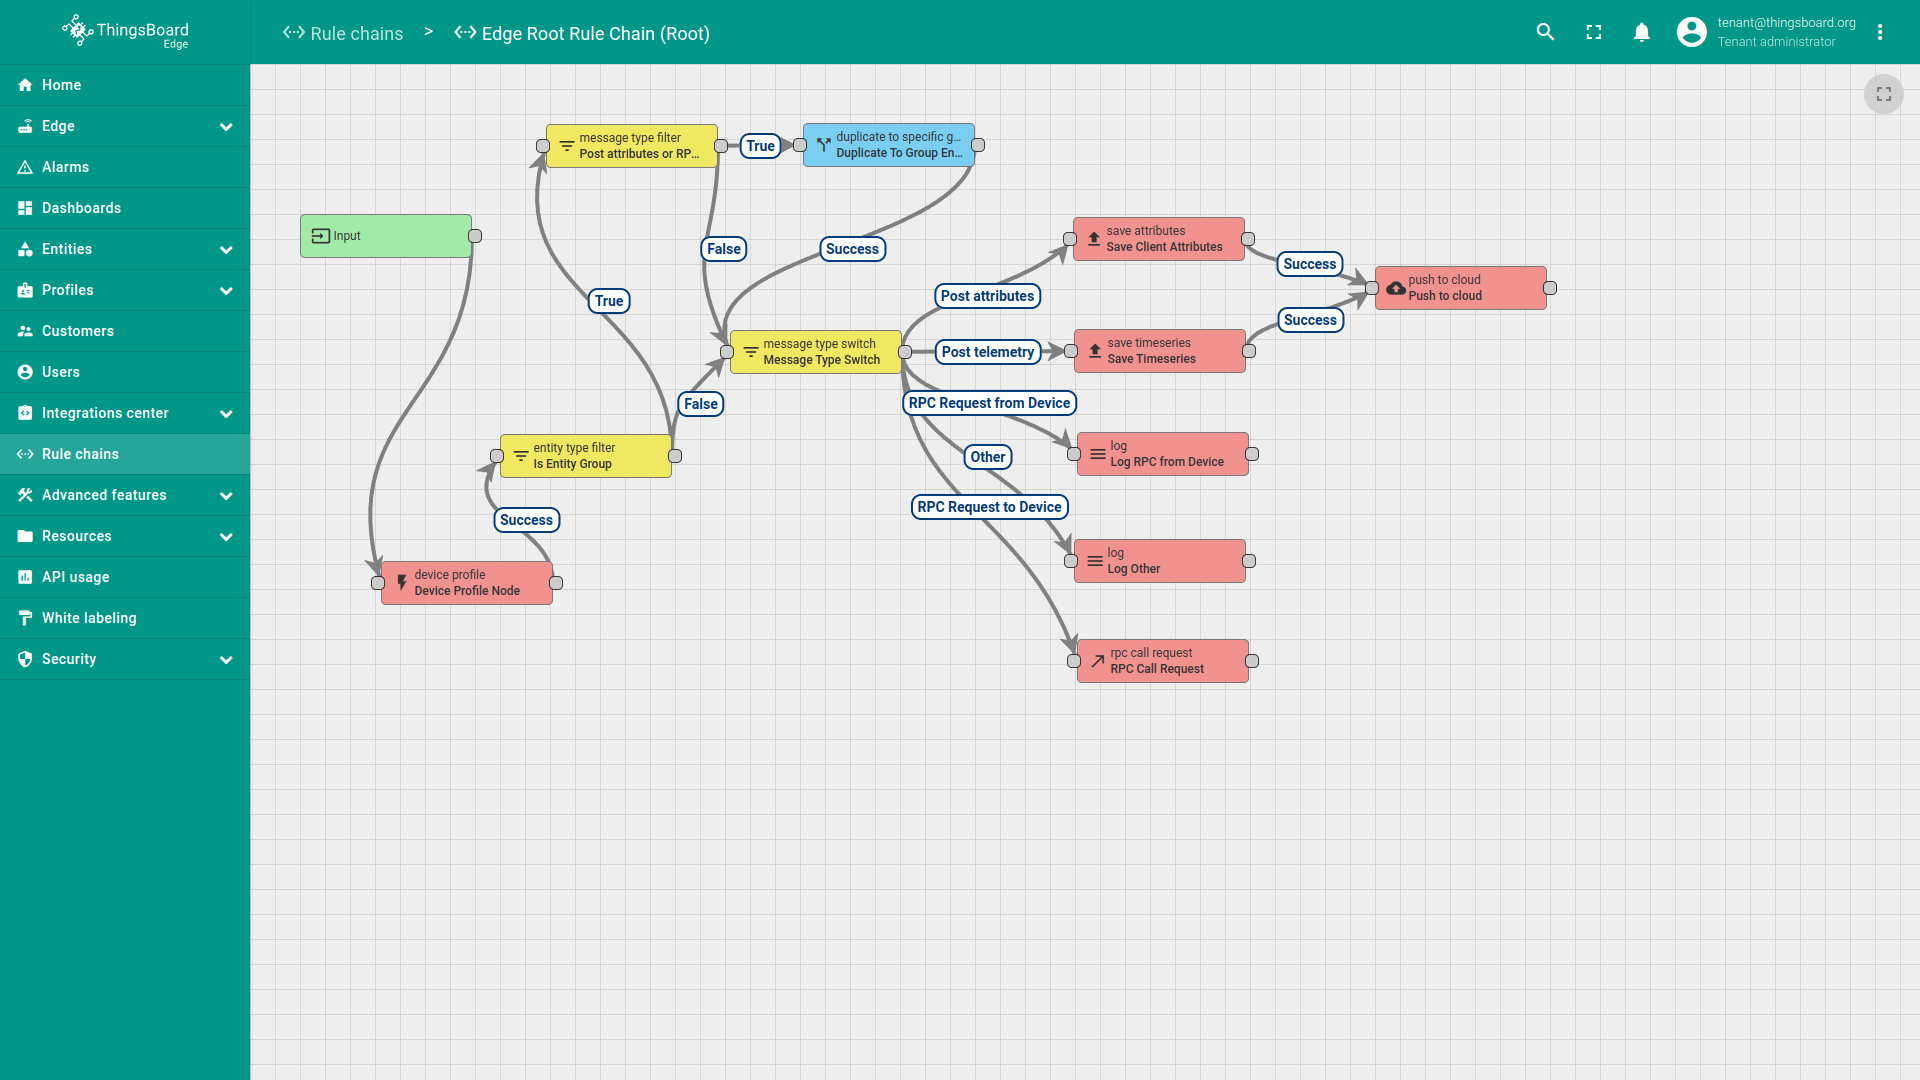 ThingsBoard
Edge
Rule chains > Edge Root Rule Chain (Root)
tenant@thingsboard.org
Tenant administrator
Home
Edge
Alarms
Dashboards
Entities
Profiles
Customers
Users
Integrations center
Rule chains
Advanced features
Resources
API usage
White labeling
Security
message type filter
Post attributes or RP...
True
duplicate to specific g...
Duplicate To Group En...
Input
False
Success
True
save attributes
Save Client Attributes
Success
push to cloud
Push to cloud
Post attributes
Success
message type switch
Message Type Switch
Post telemetry
save timeseries
Save Timeseries
False
RPC Request from Device
entity type filter
Is Entity Group
Other
log
Log RPC from Device
Success
RPC Request to Device
log
Log Other
device profile
Device Profile Node
rpc call request
RPC Call Request